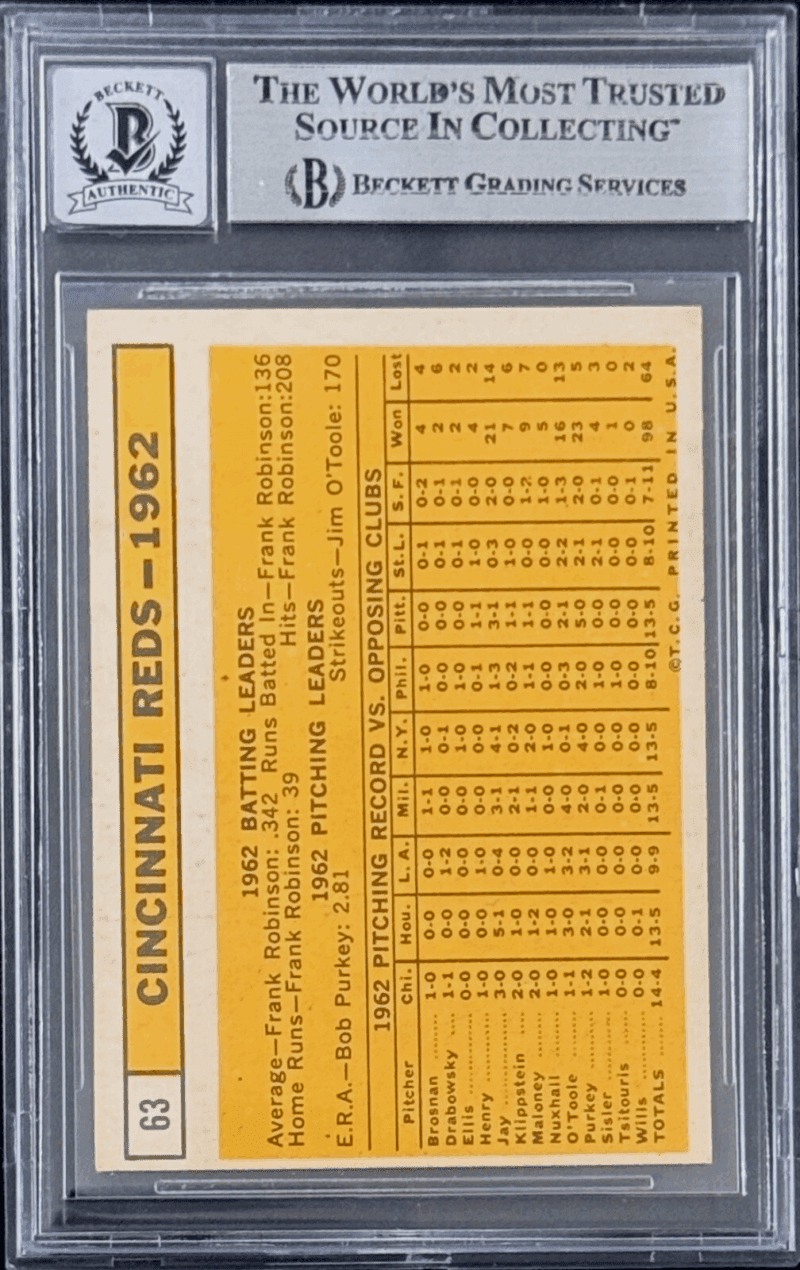 BECKETT
B
AUTHENTIC
THE WORLD'S MOST TRUSTED
SOURCE IN COLLECTING™
B BECKETT GRADING SERVICES
63 CINCINNATI REDS—1962
1962 BATTING LEADERS
Average—Frank Robinson: .342 Runs Batted In—Frank Robinson:136
Home Runs—Frank Robinson: 39 Hits—Frank Robinson:208
1962 PITCHING LEADERS
E.R.A.—Bob Purkey: 2.81 Strikeouts—Jim O'Toole: 170
1962 PITCHING RECORD VS. OPPOSING CLUBS
Pitcher Chi. Hou. L.A. Mil. N.Y. Phil. Pitt. St.L. S.F. Won Lost
Brosnan 1-0 0-0 0-0 1-1 1-0 1-0 0-0 0-1 0-2 4 4
Drabowsky 1-1 0-0 1-2 0-0 0-1 0-0 0-0 0-1 0-1 2 6
Ellis 0-0 0-0 0-0 0-0 1-0 1-0 0-0 0-1 0-1 2 2
Henry 1-0 0-0 1-0 0-0 0-0 0-1 1-1 1-0 0-0 4 2
Jay 3-0 5-1 0-4 3-1 4-1 1-3 3-1 0-3 2-0 21 14
Klippstein 2-0 1-0 0-0 2-1 0-2 0-2 1-1 1-0 0-0 7 6
Maloney 2-0 1-2 0-0 1-1 2-0 1-1 1-1 0-0 1-2 9 7
Nuxhall 1-0 1-0 1-0 0-0 1-0 0-0 0-0 0-0 1-0 5 0
O'Toole 1-1 3-0 3-2 4-0 0-1 0-3 2-1 2-2 1-3 16 13
Purkey 1-2 2-1 3-1 2-0 4-0 2-0 5-0 2-1 2-0 23 5
Sisler 1-0 0-0 0-0 0-1 0-0 1-0 0-0 2-1 0-1 4 3
Tsitouris 0-0 0-0 0-0 0-0 0-0 1-0 0-0 0-0 0-0 1 0
Wills 0-0 0-1 0-0 0-0 0-0 0-0 0-0 0-0 0-1 0 2
TOTALS 14-4 13-5 9-9 13-5 13-5 8-10 13-5 8-10 7-11 98 64
©T.C.G. PRINTED IN U.S.A.